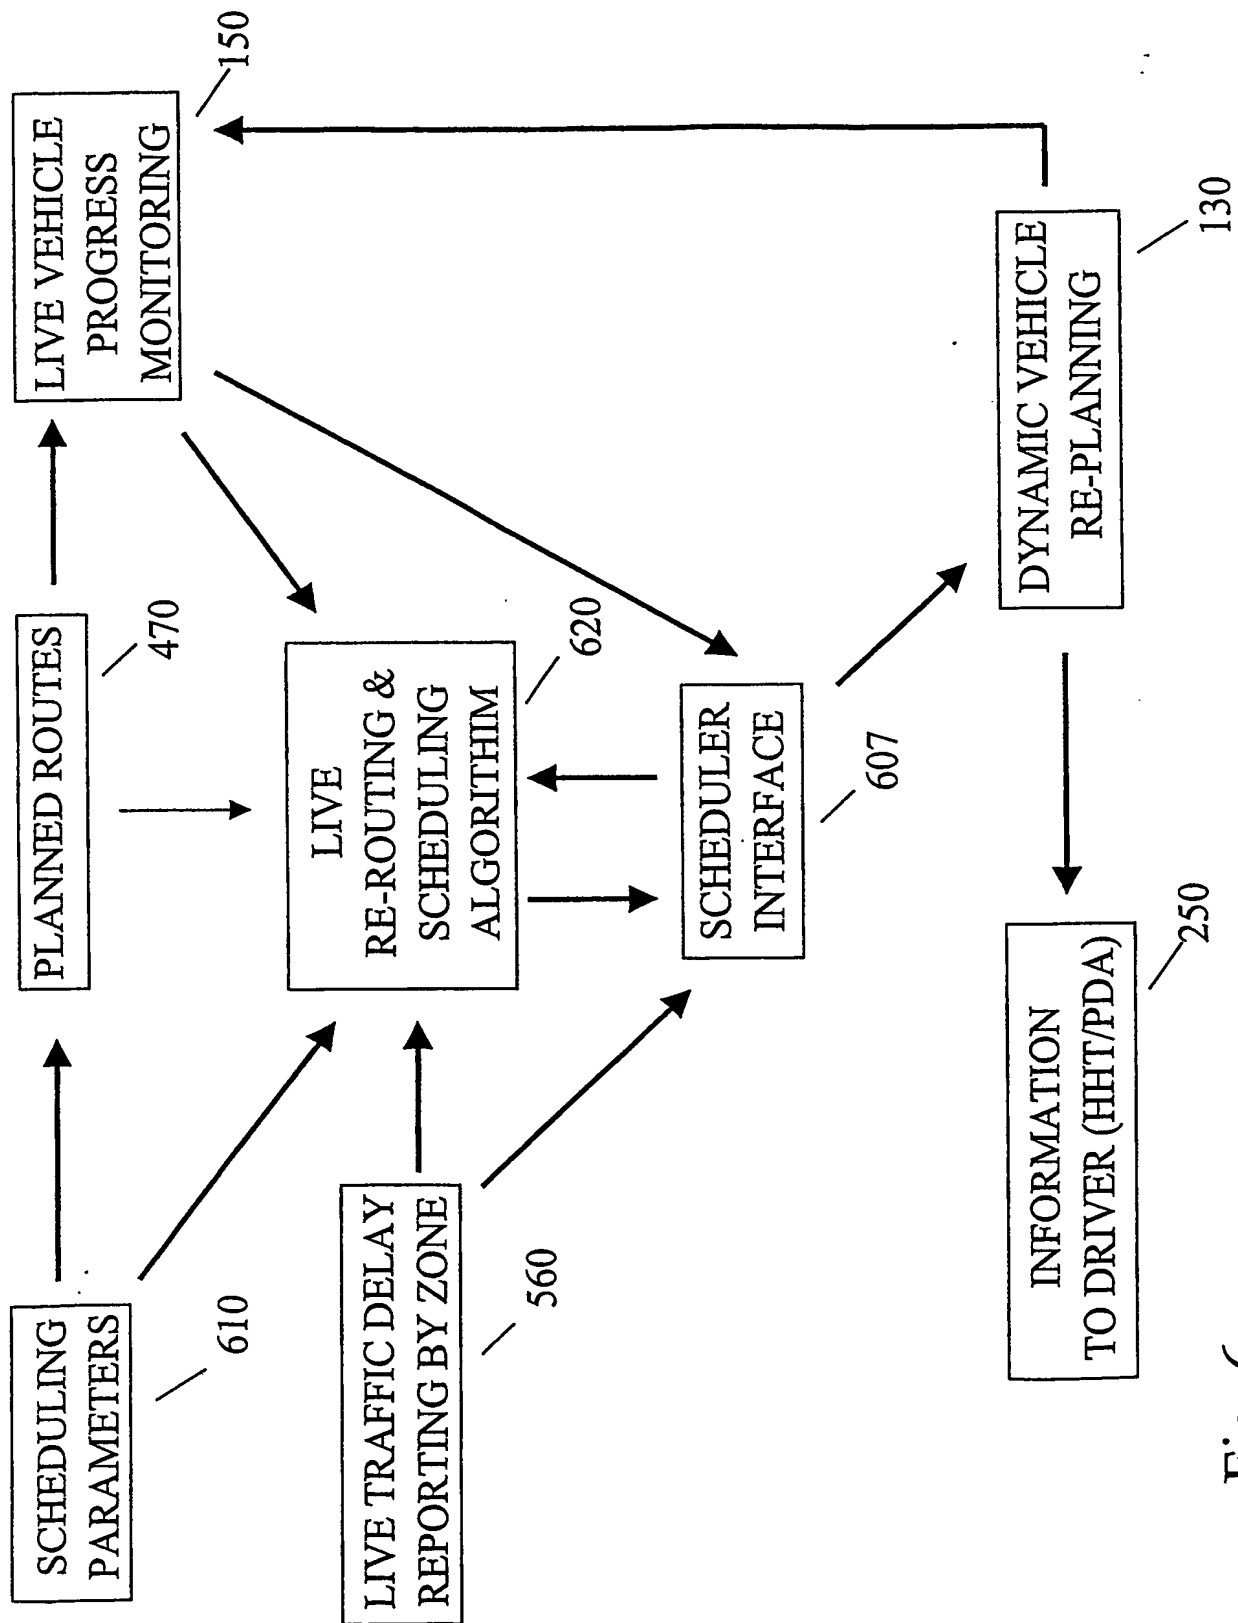 SCHEDULING
PARAMETERS
610
PLANNED ROUTES
470
LIVE VEHICLE
PROGRESS
MONITORING
150
LIVE TRAFFIC DELAY
REPORTING BY ZONE
560
LIVE
RE-ROUTING &
SCHEDULING
ALGORITHIM
620
SCHEDULER
INTERFACE
607
INFORMATION
TO DRIVER (HHT/PDA)
250
DYNAMIC VEHICLE
RE-PLANNING
130